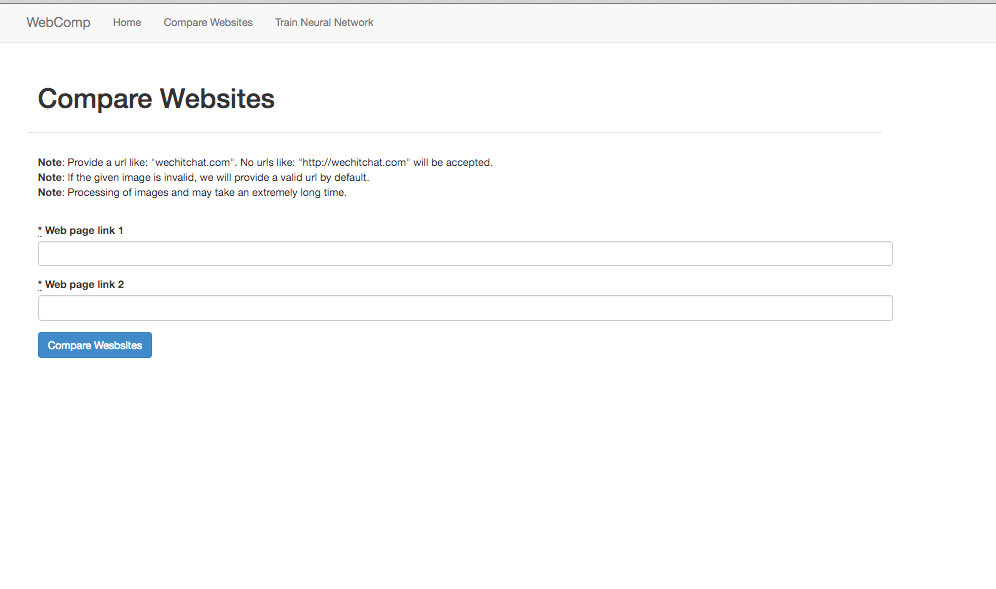 WebComp Home Compare Websites Train Neural Network
Compare Websites
Note: Provide a url like: "wechitchat.com". No urls like: "http://wechitchat.com" will be accepted.
Note: If the given image is invalid, we will provide a valid url by default.
Note: Processing of images and may take an extremely long time.
* Web page link 1
* Web page link 2
Compare Wesbsites